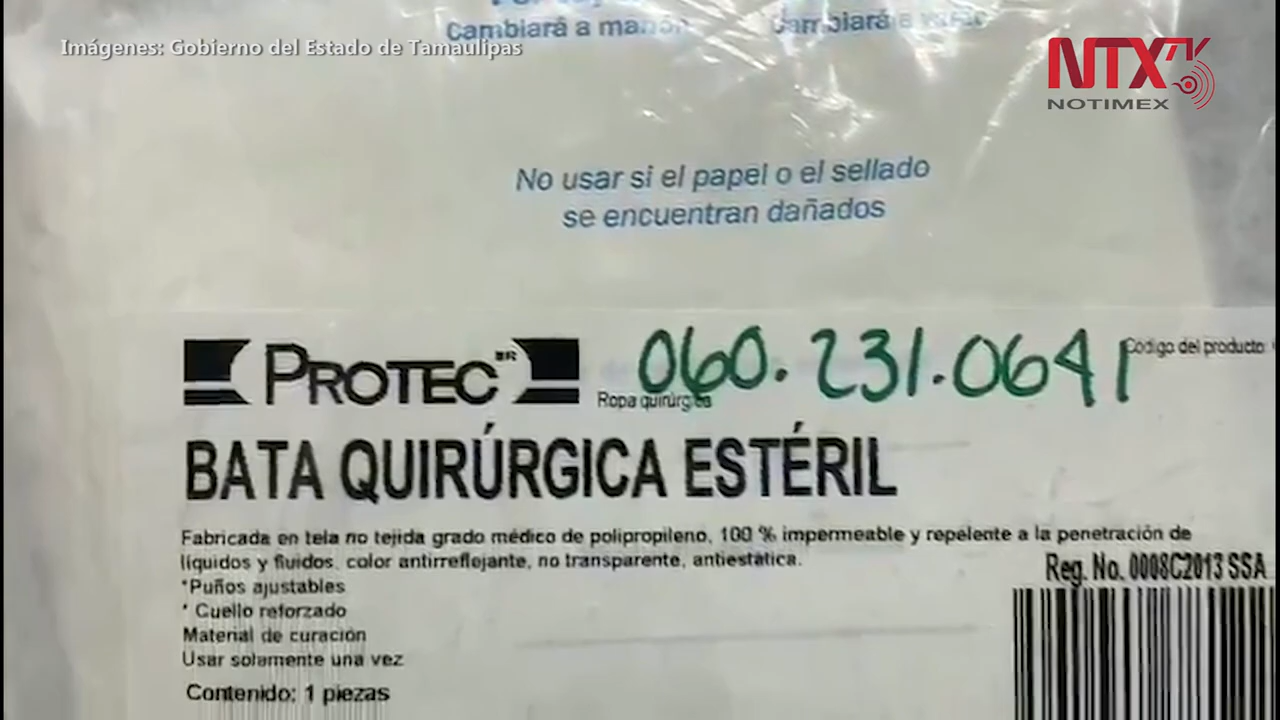 Cambiará a marrón
Cambiará a
Imágenes: Gobierno del Estado de Tamaulipas
NTXTV
NOTIMEX
No usar si el papel o el sellado
se encuentran dañados
PROTEC MR
060.231.0641
Código del producto:
Ropa quirúrgica
BATA QUIRÚRGICA ESTÉRIL
Fabricada en tela no tejida grado médico de polipropileno, 100 % impermeable y repelente a la penetración de
líquidos y fluidos, color antirreflejante, no transparente, antiestática.
Reg. No. 0008C2013 SSA
*Puños ajustables
* Cuello reforzado
Material de curación
Usar solamente una vez
Contenido: 1 piezas